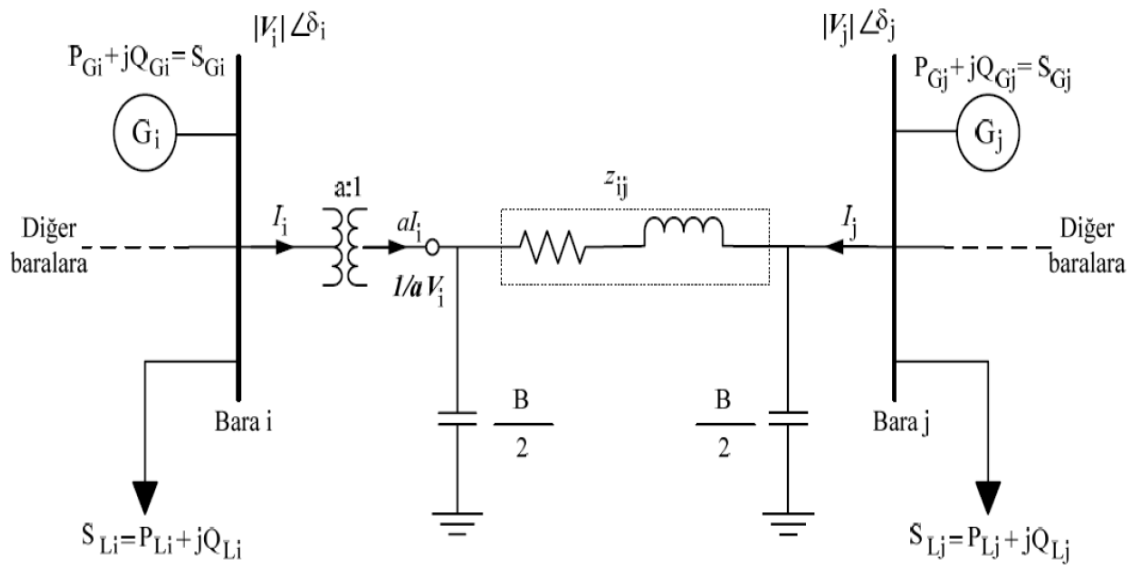 |V_i| ∠δ_i
|V_j| ∠δ_j
P_Gi+jQ_Gi=S_Gi
P_Gj+jQ_Gj=S_Gj
G_i
G_j
a:1
z_ij
I_i
aI_i
I_j
Diğer
baralara
Diğer
baralara
1/a V_i
B
2
B
2
Bara i
Bara j
S_Li=P_Li+jQ_Li
S_Lj=P_Lj+jQ_Lj